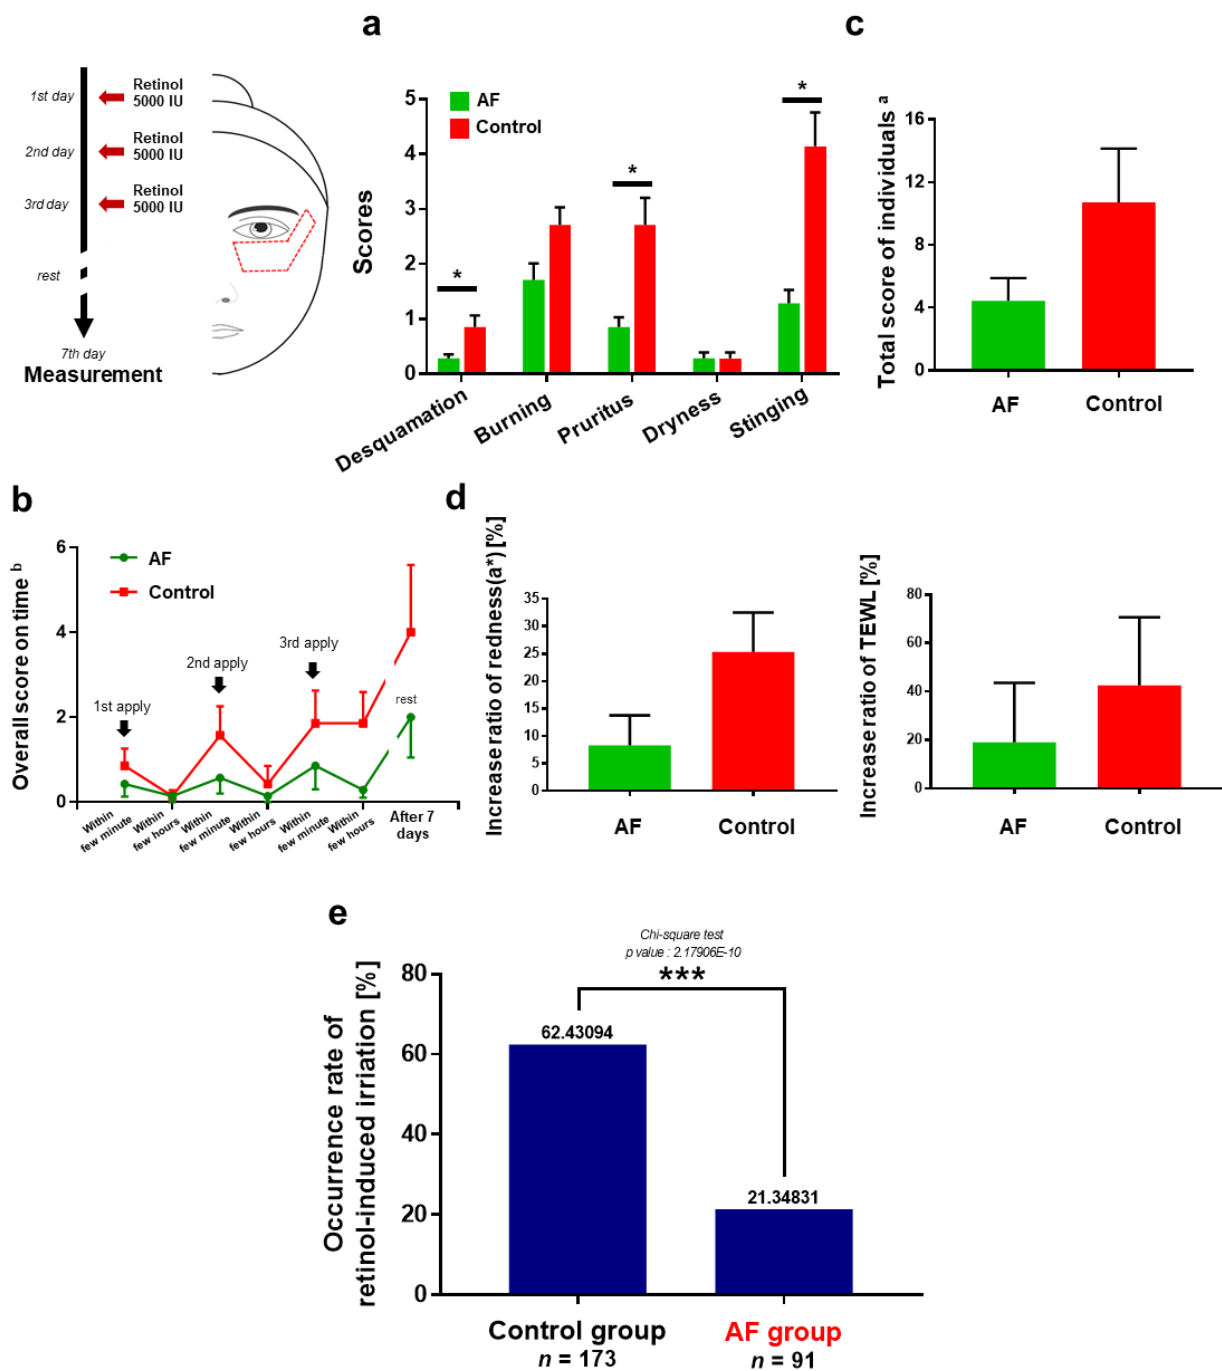 1st day
Retinol
5000 IU
2nd day
Retinol
5000 IU
3rd day
Retinol
5000 IU
rest
7th day
Measurement
a
AF
Control
Scores
5
4
3
2
1
0
*
*
*
Desquamation
Burning
Pruritus
Dryness
Stinging
c
Total score of individuals a
16
12
8
4
0
AF
Control
b
Overall score on time b
6
4
2
0
AF
Control
1st apply
2nd apply
3rd apply
rest
Within
few minute
Within
few hours
Within
few minute
Within
few hours
Within
few minute
Within
few hours
After 7
days
d
Increase ratio of redness(a*) [%]
35
30
25
20
15
10
5
0
AF
Control
Increase ratio of TEWL [%]
80
60
40
20
0
AF
Control
e
Chi-square test
p value : 2.17906E-10
***
Occurrence rate of
retinol-induced irriation [%]
80
60
40
20
0
62.43094
21.34831
Control group
n = 173
AF group
n = 91